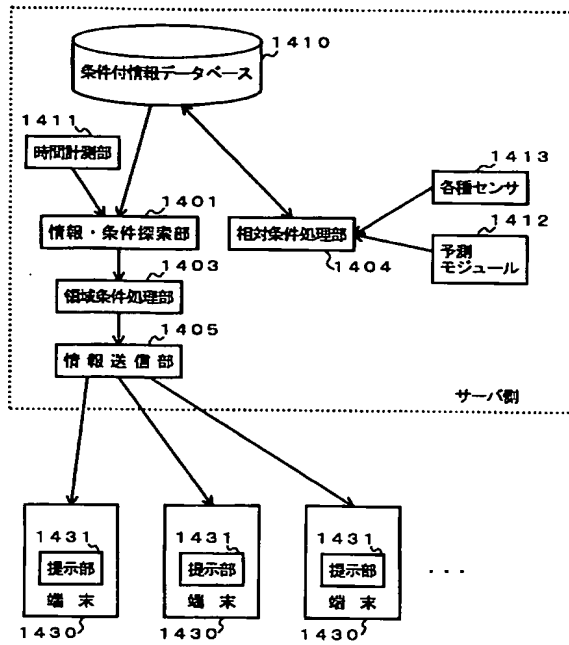 1410
条件付情報データベース
1411
時間計測部
1413
各種センサ
1401
情報・条件探索部
相対条件処理部
1404
1412
予測
モジュール
1403
領域条件処理部
1405
情報送信部
サーバ側
1431
提示部
端末
1430
1431
提示部
端末
1430
1431
提示部
端末
1430
...